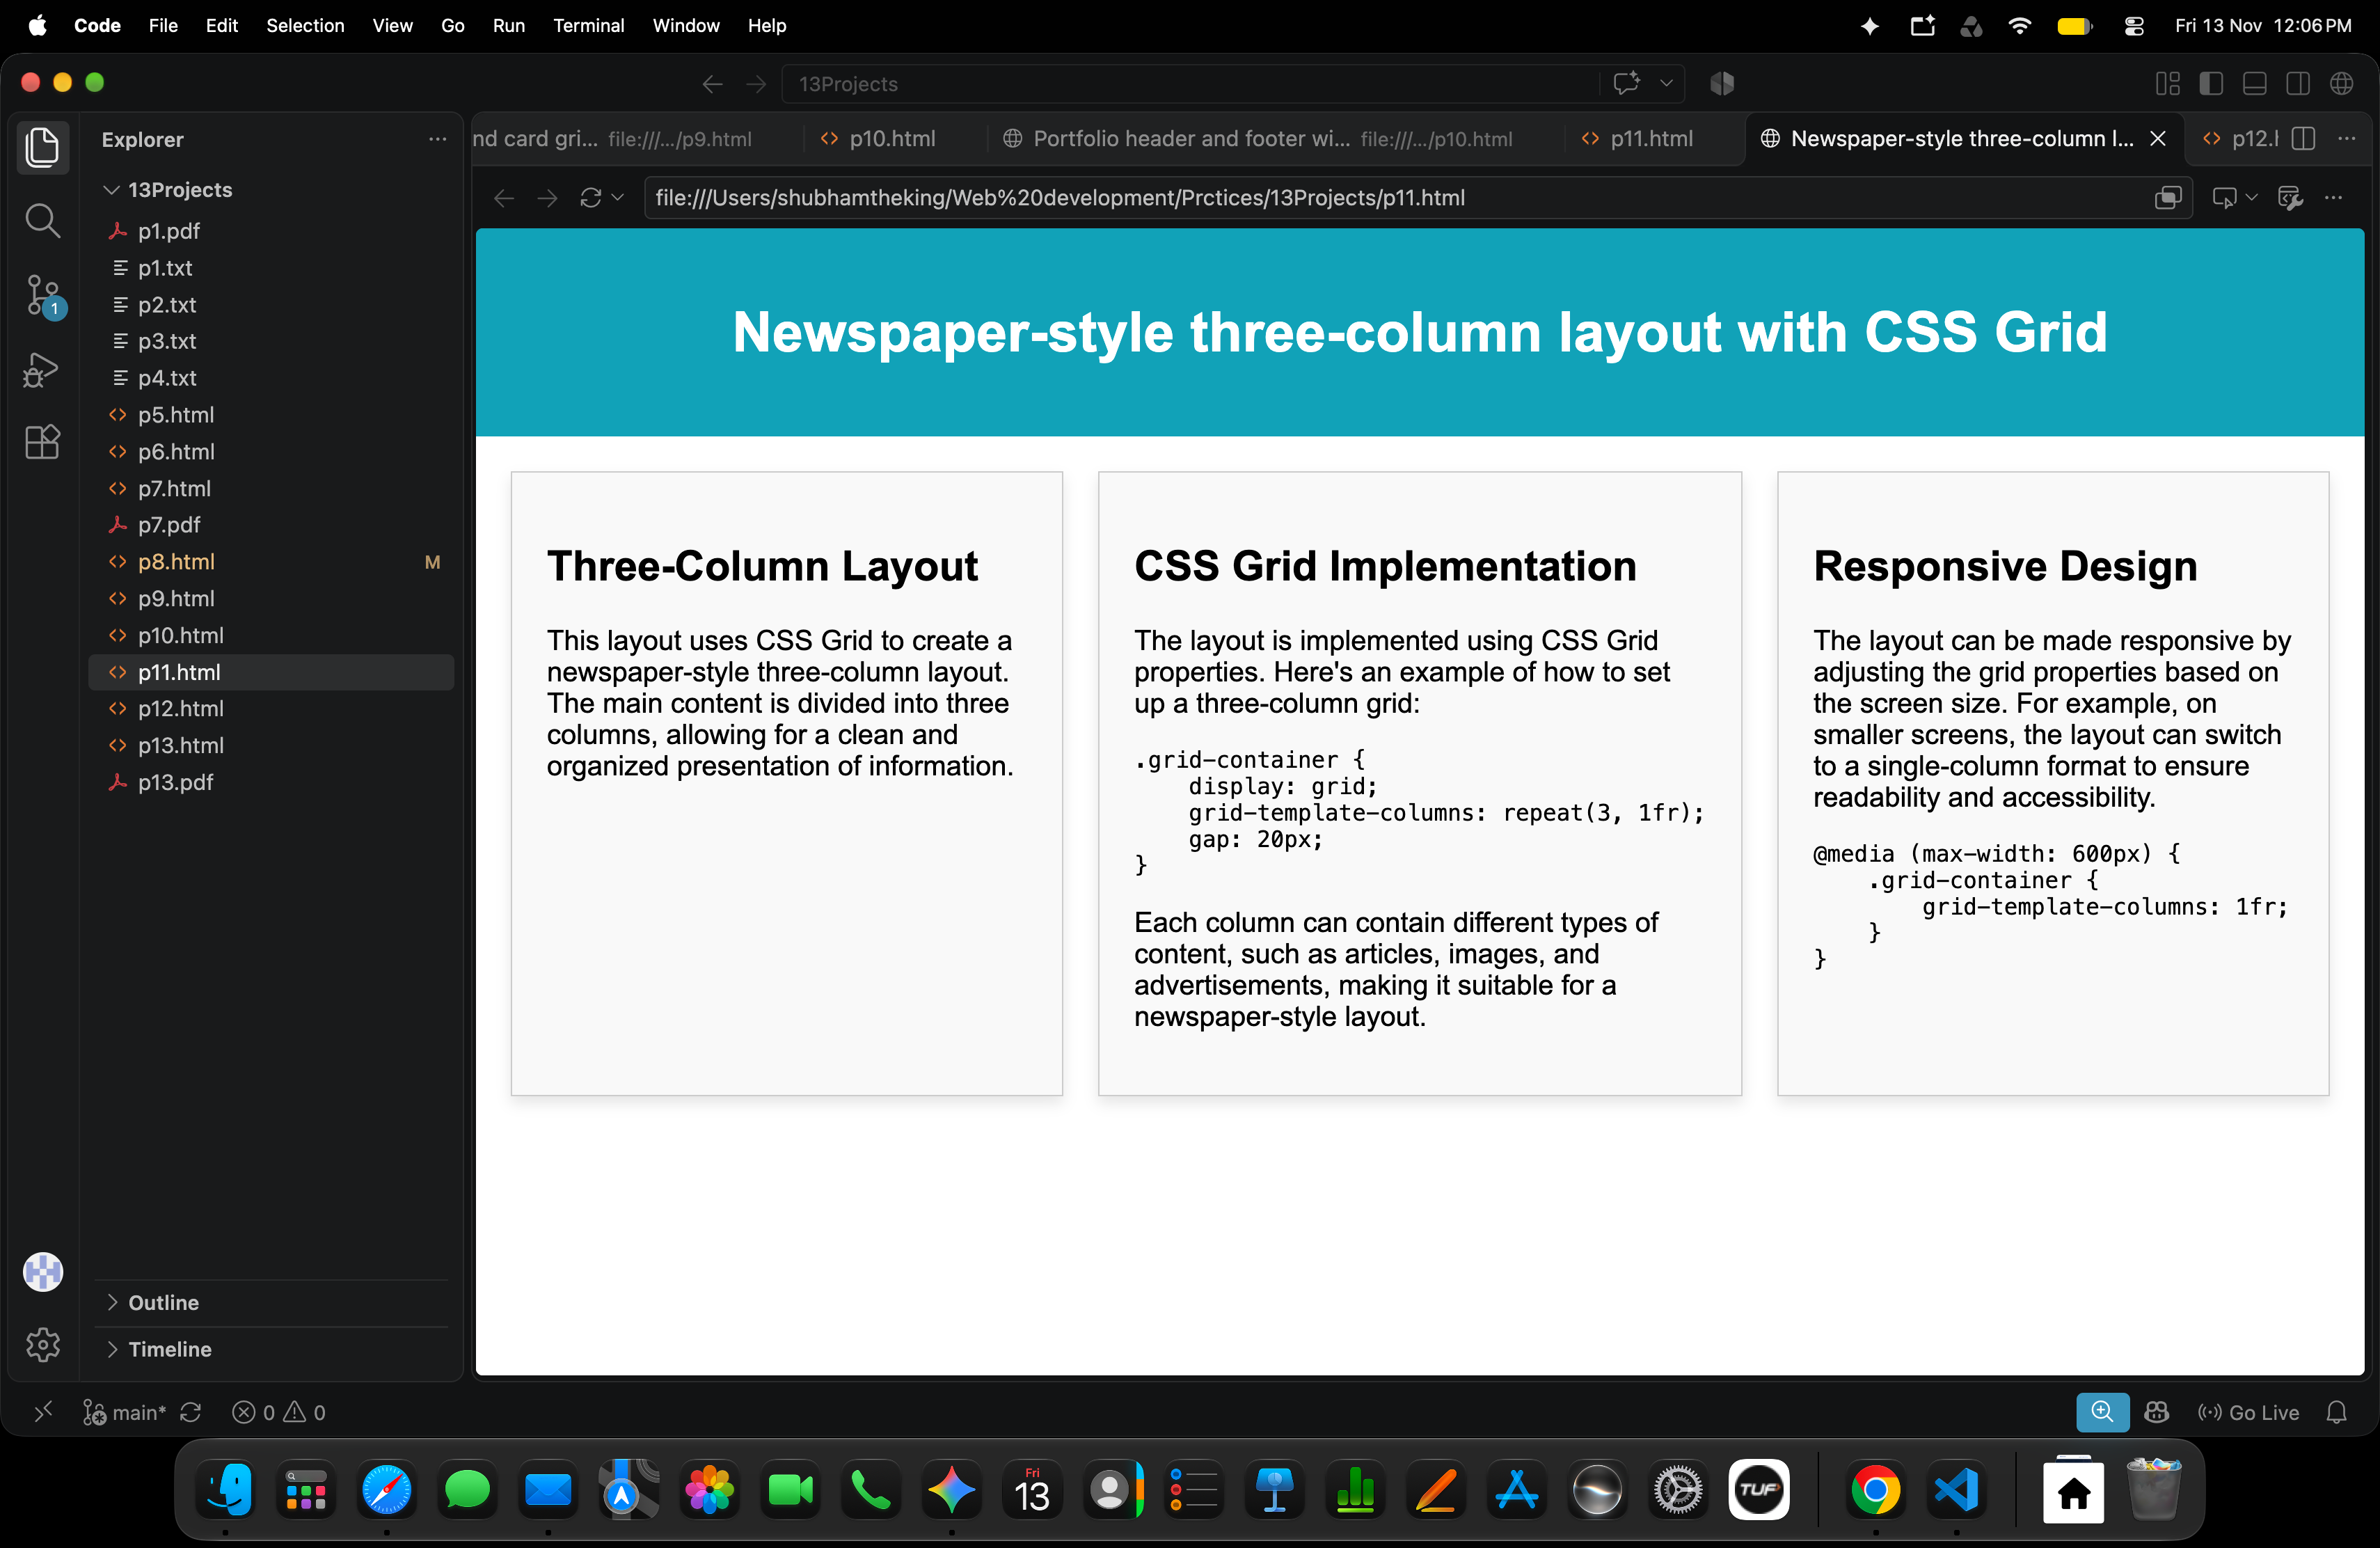 Code File Edit Selection View Go Run Terminal Window Help
Fri 13 Nov 12:06 PM
13Projects
Explorer
13Projects
p1.pdf
p1.txt
p2.txt
p3.txt
p4.txt
p5.html
p6.html
p7.html
p7.pdf
p8.html M
p9.html
p10.html
p11.html
p12.html
p13.html
p13.pdf
Outline
Timeline
1
nd card gri... file:///.../p9.html
p10.html
Portfolio header and footer wi... file:///.../p10.html
p11.html
Newspaper-style three-column l...
p12.h
file:///Users/shubhamtheking/Web%20development/Prctices/13Projects/p11.html
Newspaper-style three-column layout with CSS Grid
Three-Column Layout
This layout uses CSS Grid to create a
newspaper-style three-column layout.
The main content is divided into three
columns, allowing for a clean and
organized presentation of information.
CSS Grid Implementation
The layout is implemented using CSS Grid
properties. Here's an example of how to set
up a three-column grid:
.grid-container {
    display: grid;
    grid-template-columns: repeat(3, 1fr);
    gap: 20px;
}
Each column can contain different types of
content, such as articles, images, and
advertisements, making it suitable for a
newspaper-style layout.
Responsive Design
The layout can be made responsive by
adjusting the grid properties based on
the screen size. For example, on
smaller screens, the layout can switch
to a single-column format to ensure
readability and accessibility.
@media (max-width: 600px) {
    .grid-container {
        grid-template-columns: 1fr;
    }
}
main* 0 0
Go Live
Fri
13
TUF